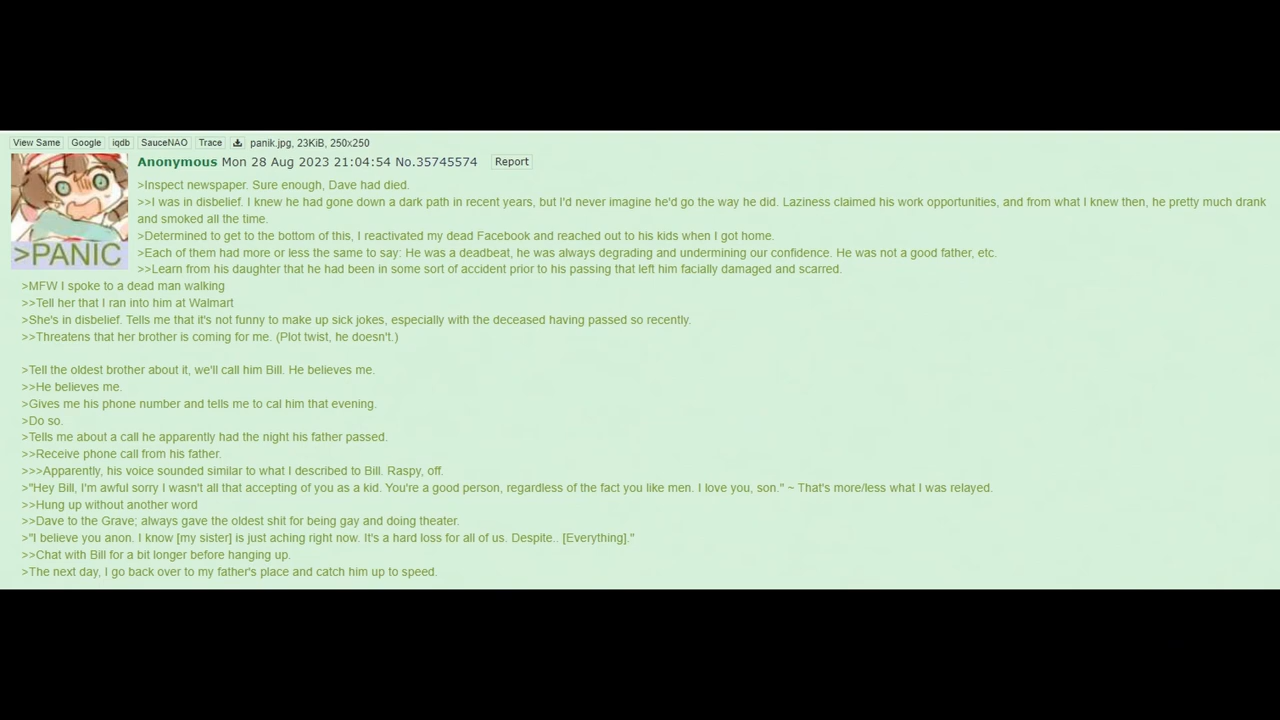 View Same Google iqdb SauceNAO Trace panik.jpg, 23KiB, 250x250
Anonymous Mon 28 Aug 2023 21:04:54 No.35745574 Report
>PANIC
>Inspect newspaper. Sure enough, Dave had died.
>>I was in disbelief. I knew he had gone down a dark path in recent years, but I'd never imagine he'd go the way he did. Laziness claimed his work opportunities, and from what I knew then, he pretty much drank
and smoked all the time.
>Determined to get to the bottom of this, I reactivated my dead Facebook and reached out to his kids when I got home.
>Each of them had more or less the same to say: He was a deadbeat, he was always degrading and undermining our confidence. He was not a good father, etc.
>>Learn from his daughter that he had been in some sort of accident prior to his passing that left him facially damaged and scarred.
>MFW I spoke to a dead man walking
>>Tell her that I ran into him at Walmart
>She's in disbelief. Tells me that it's not funny to make up sick jokes, especially with the deceased having passed so recently.
>>Threatens that her brother is coming for me. (Plot twist, he doesn't.)
>Tell the oldest brother about it, we'll call him Bill. He believes me.
>>He believes me.
>Gives me his phone number and tells me to cal him that evening.
>Do so.
>Tells me about a call he apparently had the night his father passed.
>>Receive phone call from his father.
>>>Apparently, his voice sounded similar to what I described to Bill. Raspy, off.
>"Hey Bill, I'm awful sorry I wasn't all that accepting of you as a kid. You're a good person, regardless of the fact you like men. I love you, son." ~ That's more/less what I was relayed.
>>Hung up without another word
>>Dave to the Grave; always gave the oldest shit for being gay and doing theater.
>"I believe you anon. I know [my sister] is just aching right now. It's a hard loss for all of us. Despite.. [Everything]."
>>Chat with Bill for a bit longer before hanging up.
>The next day, I go back over to my father's place and catch him up to speed.